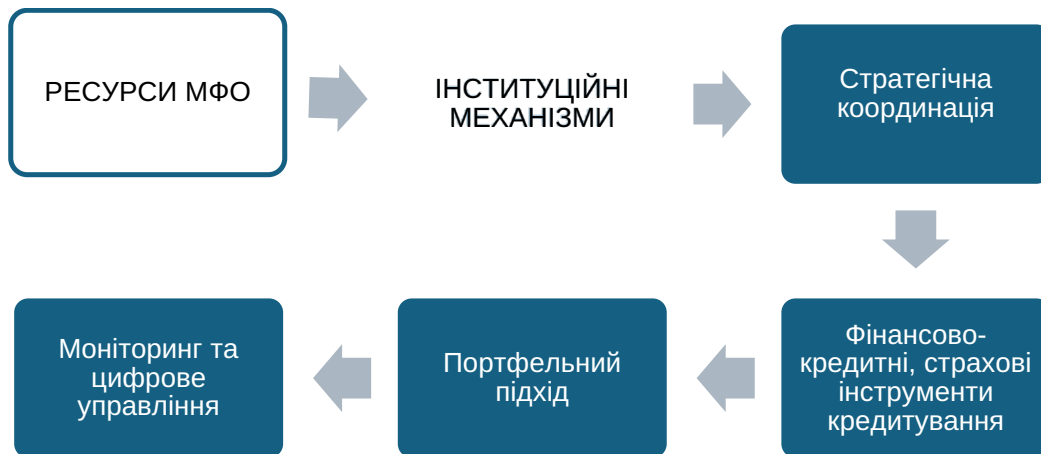 РЕСУРСИ МФО
ІНСТИТУЦІЙНІ
МЕХАНІЗМИ
Стратегічна
координація
Фінансово-
кредитні, страхові
інструменти
кредитування
Портфельний
підхід
Моніторинг та
цифрове
управління